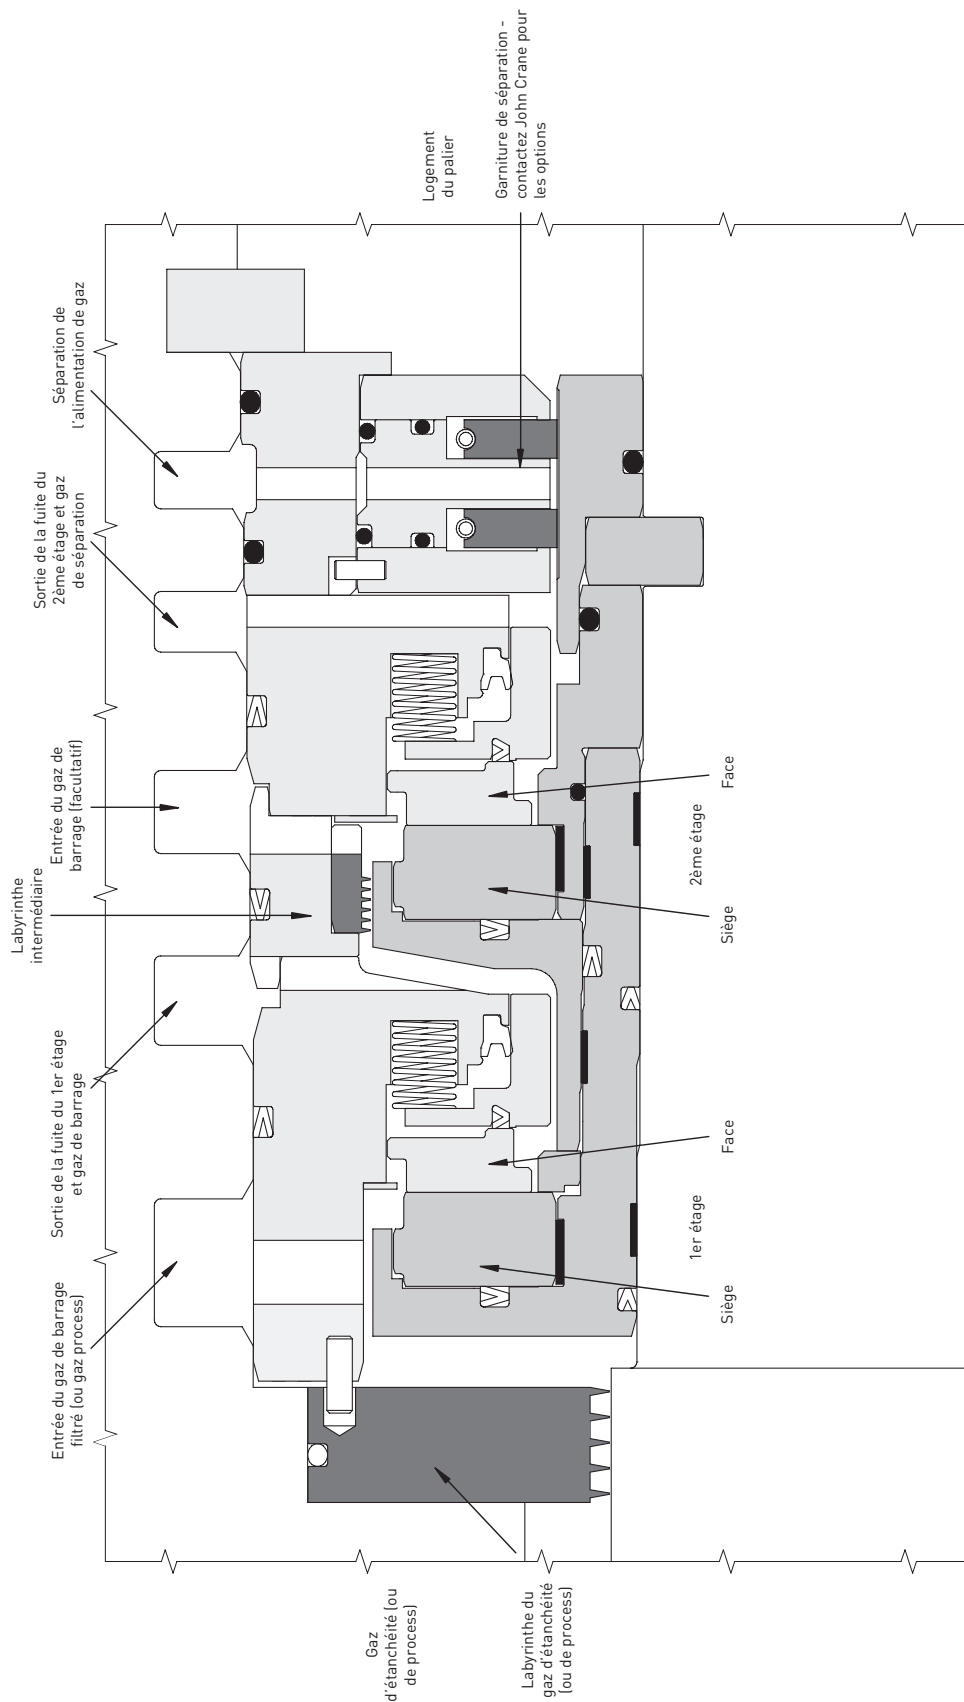 Entrée du gaz de barrage
filtré (ou gaz process)
Sortie de la fuite du 1er étage
et gaz de barrage
Labyrinthe
intermédiaire
Entrée du gaz de
barrage (facultatif)
Sortie de la fuite du
2ème étage et gaz
de séparation
Séparation de
l'alimentation de gaz
Gaz
d'étanchéité (ou
de process)
Logement
du palier
Labyrinthe du
gaz d'étanchéité
(ou de process)
Garniture de séparation -
contactez John Crane pour
les options
Siège
1er étage
Face
Siège
2ème étage
Face